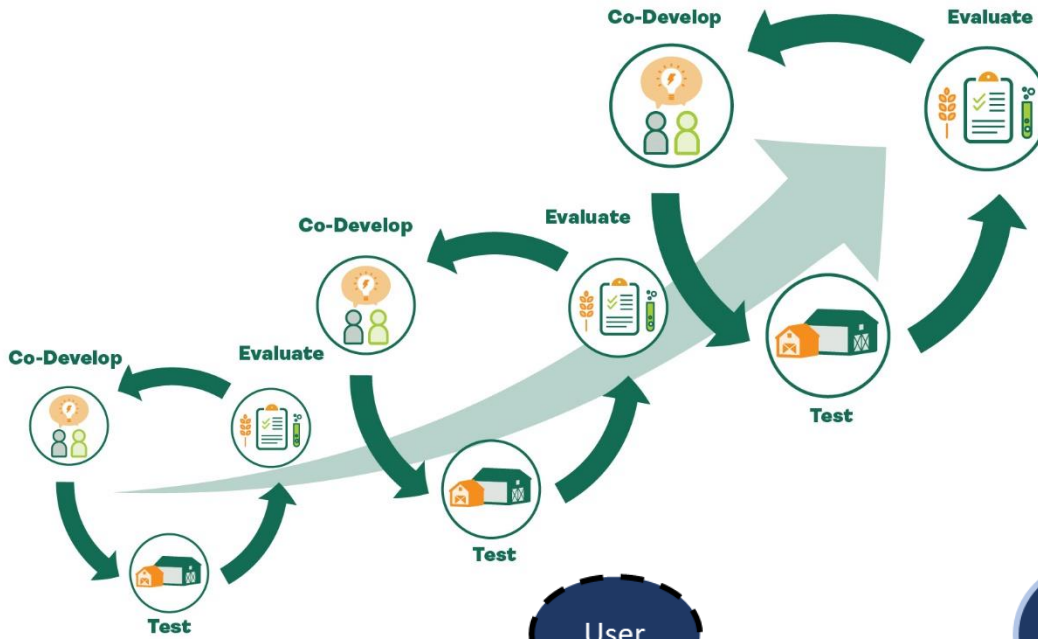 Co-Develop
Evaluate
Co-Develop
Evaluate
Co-Develop
Evaluate
Test
Test
Test
User